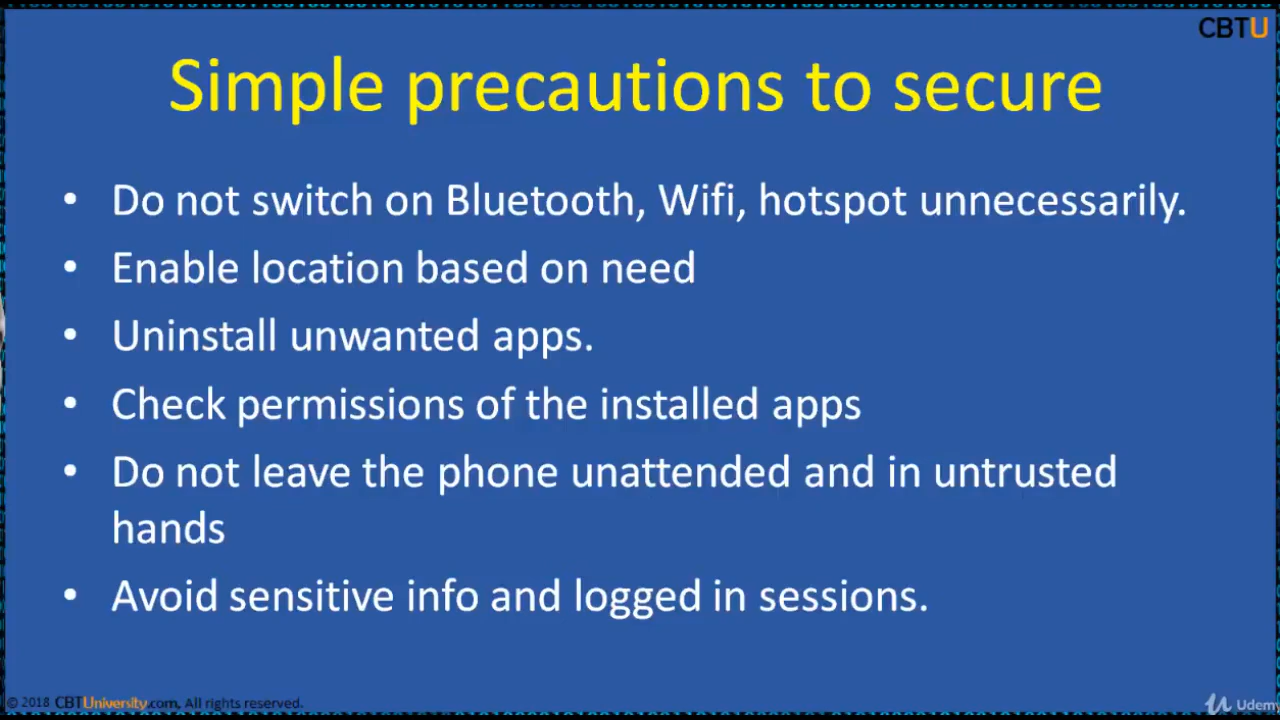 CBTU
Simple precautions to secure
• Do not switch on Bluetooth, Wifi, hotspot unnecessarily.
• Enable location based on need
• Uninstall unwanted apps.
• Check permissions of the installed apps
• Do not leave the phone unattended and in untrusted
hands
• Avoid sensitive info and logged in sessions.
© 2018 CBTUniversity.com, All rights reserved.
Udemy